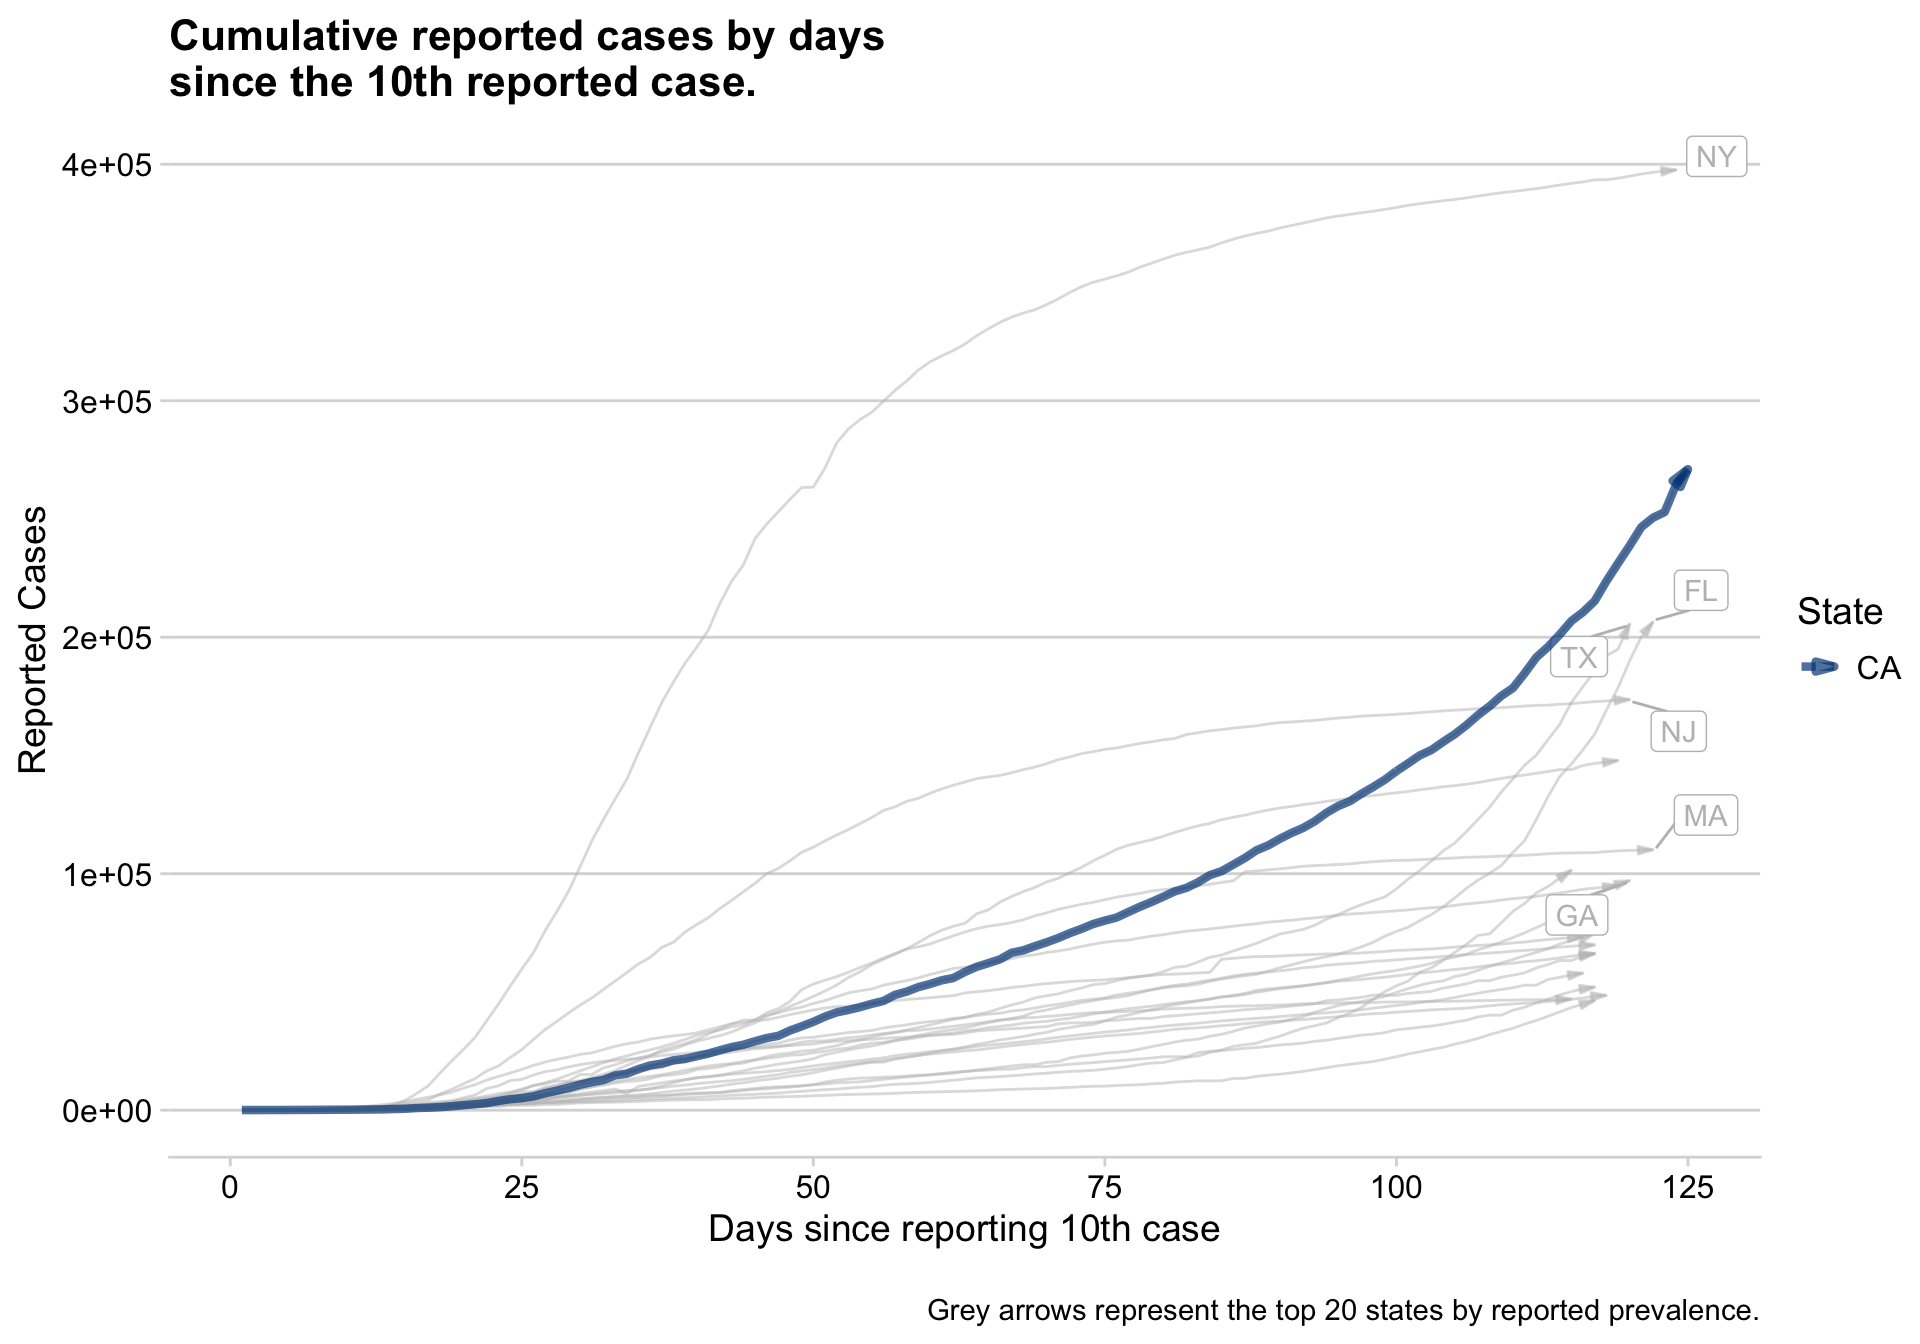 Cumulative reported cases by days
since the 10th reported case.
4e+05
3e+05
2e+05
1e+05
0e+00
Reported Cases
NY
FL
TX
NJ
MA
GA
State
CA
0 25 50 75 100 125
Days since reporting 10th case
Grey arrows represent the top 20 states by reported prevalence.